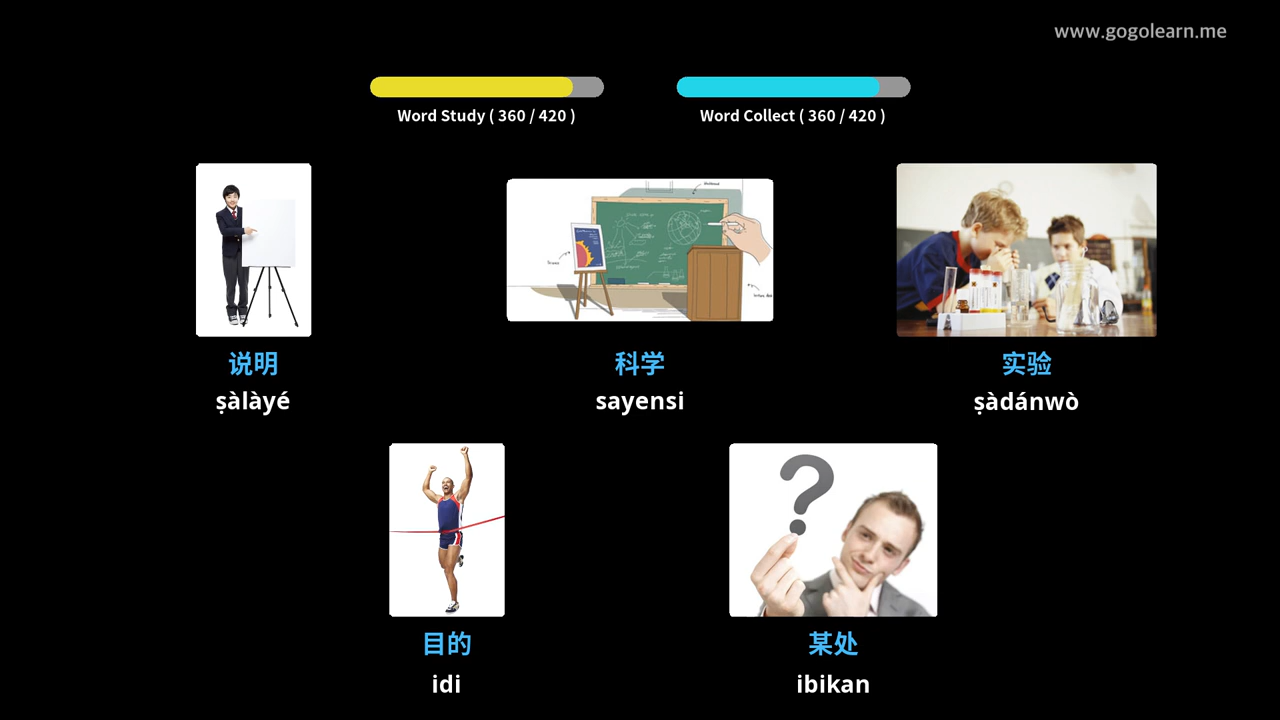 www.gogolearn.me
Word Study ( 360 / 420 )
Word Collect ( 360 / 420 )
说明
ṣàlàyé
科学
sayensi
实验
ṣàdánwò
目的
idi
某处
ibikan